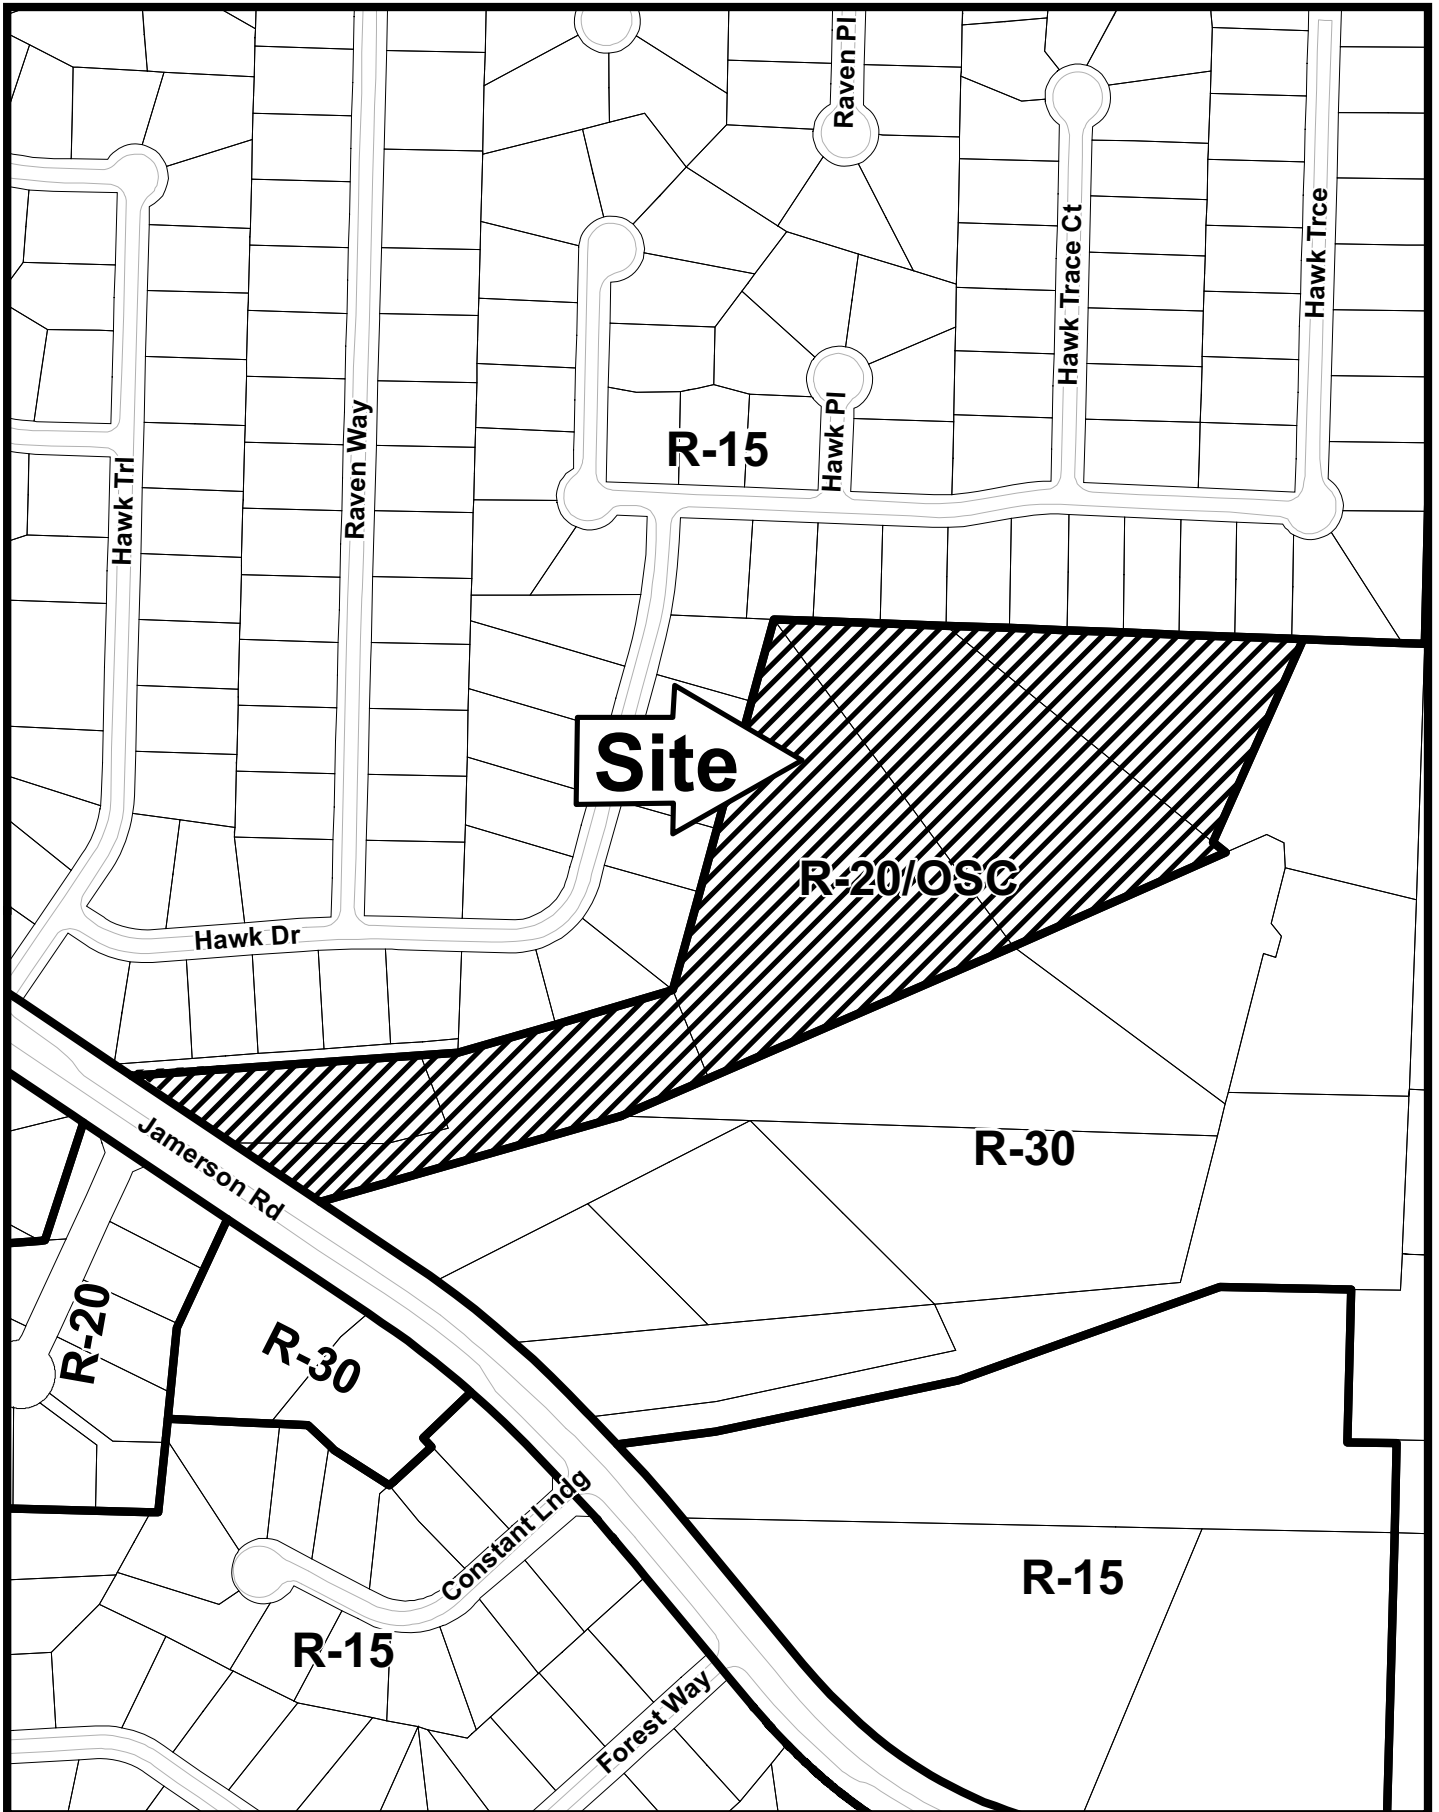 Raven Pl
Hawk Trace Ct
Hawk Trce
Hawk Pl
R-15
Raven Way
Hawk Trl
Site
R-20/OSC
Hawk Dr
Jamerson Rd
R-30
R-20
R-30
Constant Lndg
R-15
R-15
Forest Way